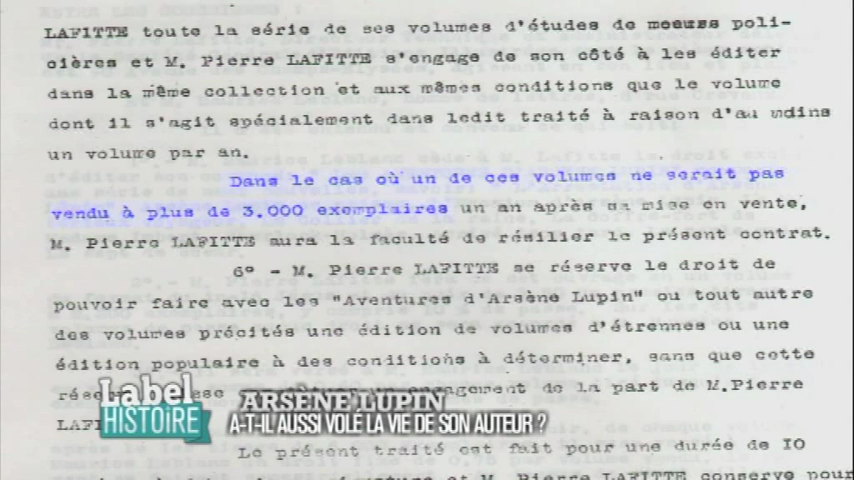 LAFITTE toute la série de ses volumes d'études de moeurs poli-
cières et M. Pierre LAFITTE s'engage de son côté à les éditer
dans la même collection et aux mêmes conditions que le volume
dont il s'agit spécialement dans ledit traité à raison d'au moins
un volume par an.
Dans le cas où un de ces volumes ne serait pas
vendu à plus de 3.000 exemplaires un an après sa mise en vente,
M. Pierre LAFITTE aura la faculté de résilier le présent contrat.
6° - M. Pierre LAFITTE se réserve le droit de
pouvoir faire avec les "Aventures d'Arsène Lupin" ou tout autre
des volumes précités une édition de volumes d'étrennes ou une
édition populaire à des conditions à déterminer, sans que cette
engagement de la part de M.Pierre
LAFI
Label
HISTOIRE
ARSÈNE LUPIN
A-T-IL AUSSI VOLÉ LA VIE DE SON AUTEUR ?
Le présent traité est fait pour une durée de IO
et M. Pierre LAFITTE conserve pour